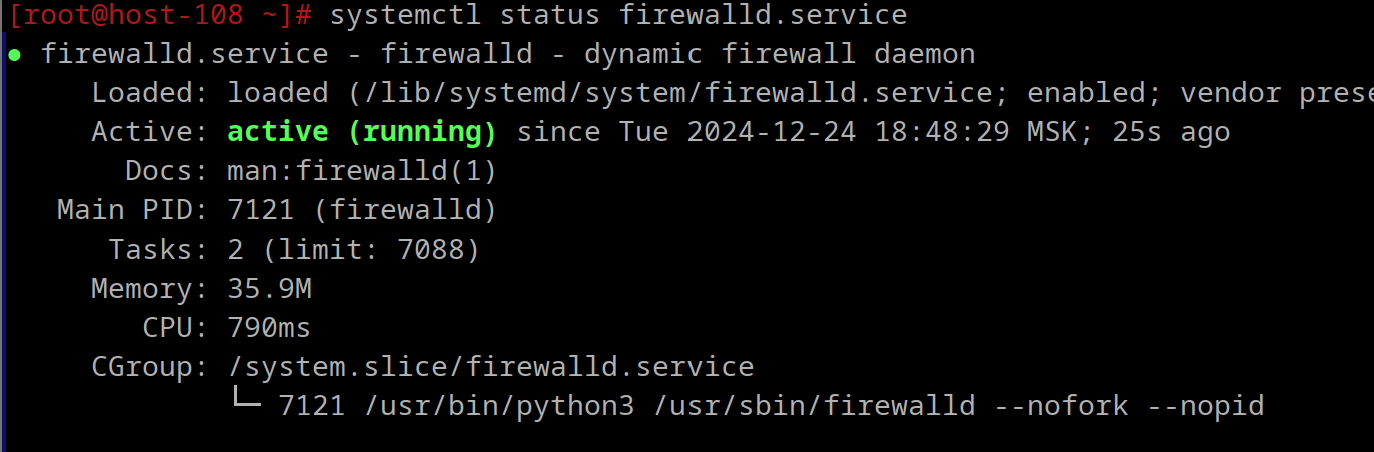 [root@host-108 ~]# systemctl status firewalld.service
● firewalld.service - firewalld - dynamic firewall daemon
Loaded: loaded (/lib/systemd/system/firewalld.service; enabled; vendor prese
Active: active (running) since Tue 2024-12-24 18:48:29 MSK; 25s ago
Docs: man:firewalld(1)
Main PID: 7121 (firewalld)
Tasks: 2 (limit: 7088)
Memory: 35.9M
CPU: 790ms
CGroup: /system.slice/firewalld.service
└─ 7121 /usr/bin/python3 /usr/sbin/firewalld --nofork --nopid